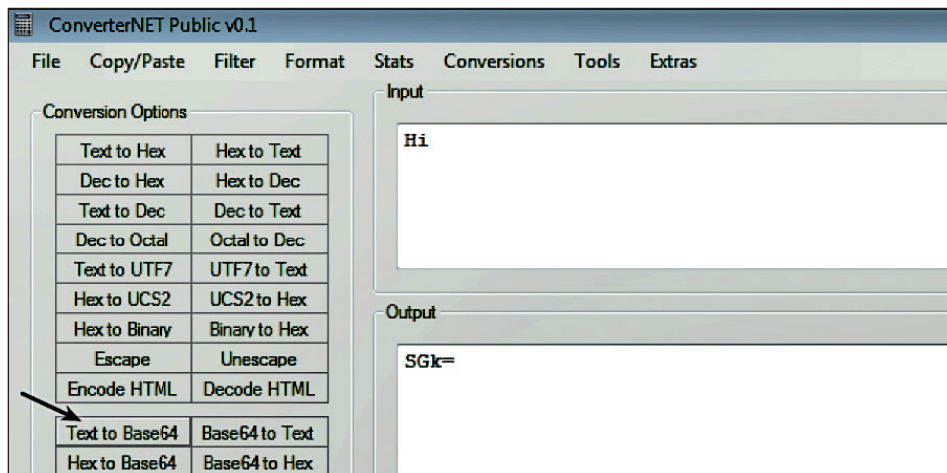 ConverterNET Public v0.1
File Copy/Paste Filter Format Stats Conversions Tools Extras
Conversion Options
Text to Hex Hex to Text
Dec to Hex Hex to Dec
Text to Dec Dec to Text
Dec to Octal Octal to Dec
Text to UTF7 UTF7 to Text
Hex to UCS2 UCS2 to Hex
Hex to Binary Binary to Hex
Escape Unescape
Encode HTML Decode HTML
Text to Base64 Base64 to Text
Hex to Base64 Base64 to Hex
Input
Hi
Output
SGk=